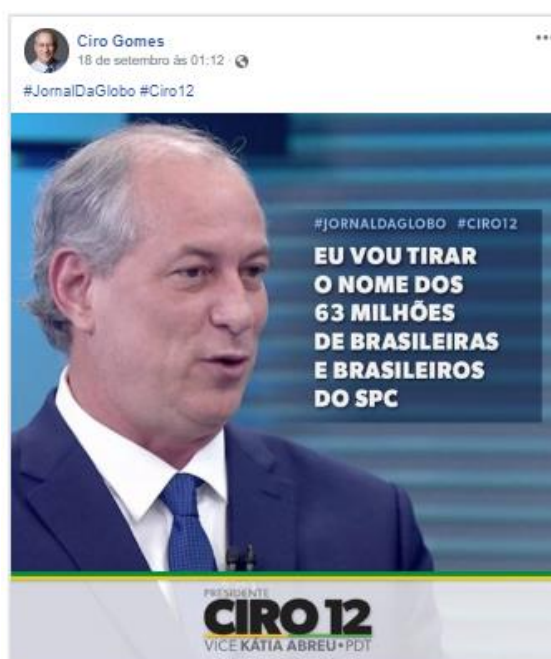 Ciro Gomes
18 de setembro às 01:12
#JornalDaGlobo #Ciro12
#JORNALDAGLOBO #CIRO12
EU VOU TIRAR
O NOME DOS
63 MILHÕES
DE BRASILEIRAS
E BRASILEIROS
DO SPC
PRESIDENTE
CIRO 12
VICE KÁTIA ABREU • PDT